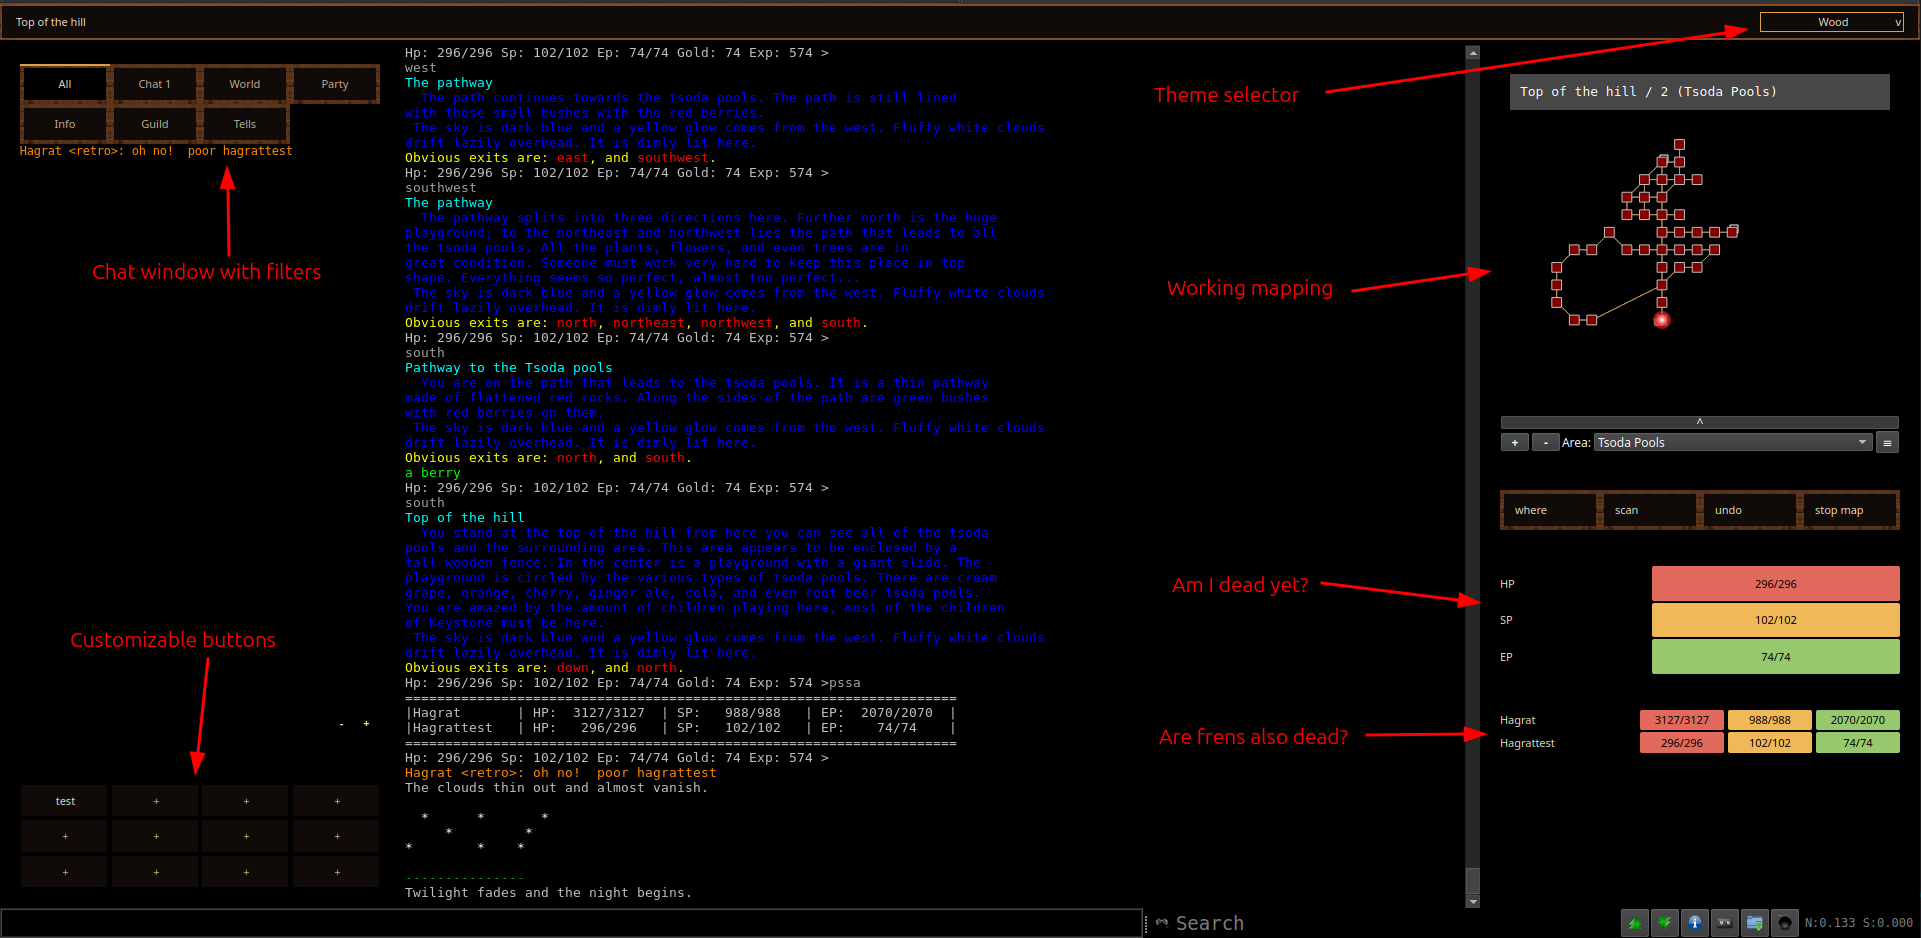 Top of the hill
Wood v
All Chat 1 World Party
Info Guild Tells
Hagrat <retro>: oh no!  poor hagrattest
Chat window with filters
Customizable buttons
- +
test + + +
+ + + +
+ + + +
Hp: 296/296 Sp: 102/102 Ep: 74/74 Gold: 74 Exp: 574 >
west
The pathway
The path continues towards the tsoda pools. The path is still lined
with those small bushes with the red berries.
The sky is dark blue and a yellow glow comes from the west. Fluffy white clouds
drift lazily overhead. It is dimly lit here.
Obvious exits are: east, and southwest.
Hp: 296/296 Sp: 102/102 Ep: 74/74 Gold: 74 Exp: 574 >
southwest
The pathway
The pathway splits into three directions here. Further north is the huge
playground; to the northeast and northwest lies the path that leads to all
the tsoda pools. All the plants, flowers, and even trees are in
great condition. Someone must work very hard to keep this place in top
shape. Everything seems so perfect, almost too perfect...
The sky is dark blue and a yellow glow comes from the west. Fluffy white clouds
drift lazily overhead. It is dimly lit here.
Obvious exits are: north, northeast, northwest, and south.
Hp: 296/296 Sp: 102/102 Ep: 74/74 Gold: 74 Exp: 574 >
south
Pathway to the Tsoda pools
You are on the path that leads to the tsoda pools. It is a thin pathway
made of flattened red rocks. Along the sides of the path are green bushes
with red berries on them.
The sky is dark blue and a yellow glow comes from the west. Fluffy white clouds
drift lazily overhead. It is dimly lit here.
Obvious exits are: north, and south.
a berry
Hp: 296/296 Sp: 102/102 Ep: 74/74 Gold: 74 Exp: 574 >
south
Top of the hill
You stand at the top of the hill from here you can see all of the tsoda
pools and the surrounding area. This area appears to be enclosed by a
tall wooden fence. In the center is a playground with a giant slide. The
playground is circled by the various types of tsoda pools. There are cream
grape, orange, cherry, ginger ale, cola, and even root beer tsoda pools.
You are amazed by the amount of children playing here, most of the children
of Keystone must be here.
The sky is dark blue and a yellow glow comes from the west. Fluffy white clouds
drift lazily overhead. It is dimly lit here.
Obvious exits are: down, and north.
Hp: 296/296 Sp: 102/102 Ep: 74/74 Gold: 74 Exp: 574 >pssa
=====================================================================
|Hagrat       | HP:  3127/3127  | SP:   988/988   | EP:  2070/2070  |
|Hagrattest   | HP:   296/296   | SP:   102/102   | EP:    74/74    |
=====================================================================
Hp: 296/296 Sp: 102/102 Ep: 74/74 Gold: 74 Exp: 574 >
Hagrat <retro>: oh no!  poor hagrattest
The clouds thin out and almost vanish.
* * *
* *
* * *
---------------
Twilight fades and the night begins.
Theme selector
Working mapping
Am I dead yet?
Are frens also dead?
Top of the hill / 2 (Tsoda Pools)
^
+ - Area: Tsoda Pools ≡
where scan undo stop map
HP 296/296
SP 102/102
EP 74/74
Hagrat 3127/3127 988/988 2070/2070
Hagrattest 296/296 102/102 74/74
Search
N:0.133 S:0.000